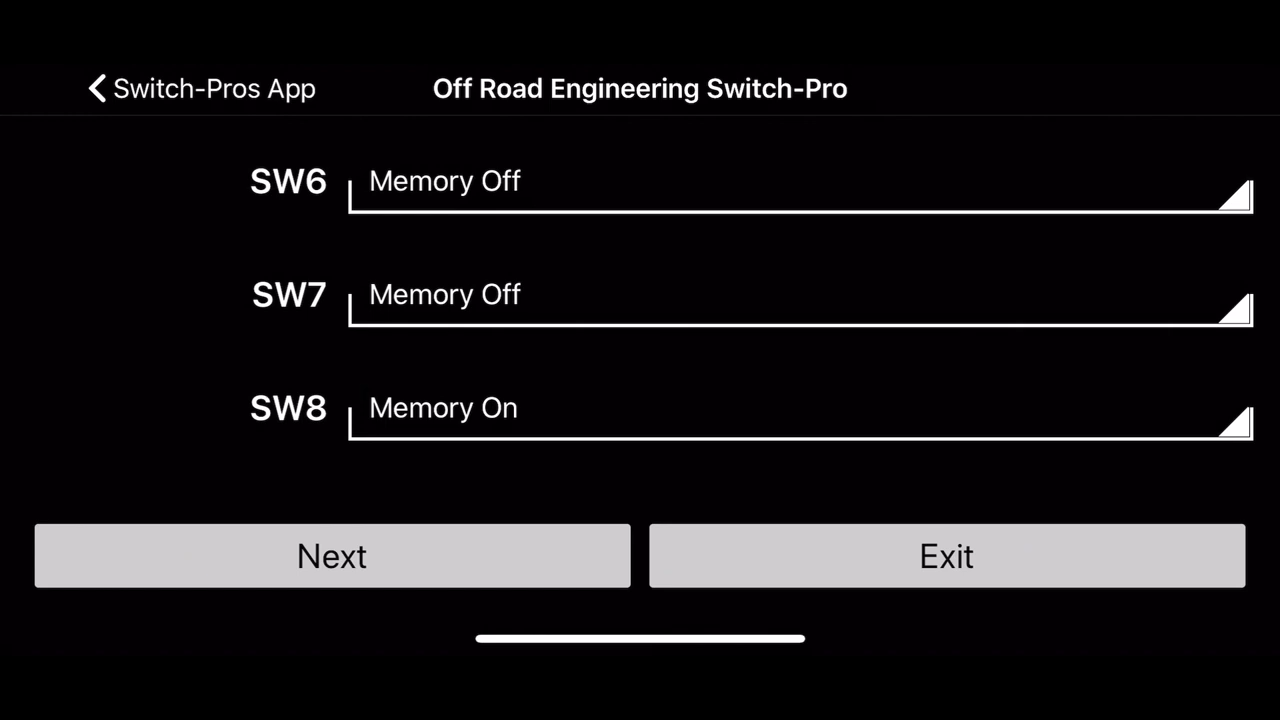 Switch-Pros App
Off Road Engineering Switch-Pro
SW6 Memory Off
SW7 Memory Off
SW8 Memory On
Next
Exit